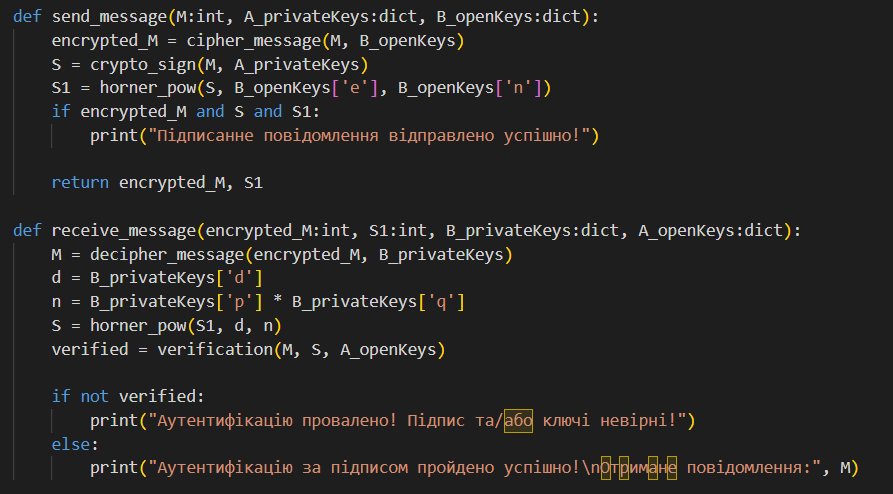 def send_message(M:int, A_privateKeys:dict, B_openKeys:dict):
    encrypted_M = cipher_message(M, B_openKeys)
    S = crypto_sign(M, A_privateKeys)
    S1 = horner_pow(S, B_openKeys['e'], B_openKeys['n'])
    if encrypted_M and S and S1:
        print("Підписанне повідомлення відправлено успішно!")

    return encrypted_M, S1

def receive_message(encrypted_M:int, S1:int, B_privateKeys:dict, A_openKeys:dict):
    M = decipher_message(encrypted_M, B_privateKeys)
    d = B_privateKeys['d']
    n = B_privateKeys['p'] * B_privateKeys['q']
    S = horner_pow(S1, d, n)
    verified = verification(M, S, A_openKeys)

    if not verified:
        print("Аутентифікацію провалено! Підпис та/або ключі невірні!")
    else:
        print("Аутентифікацію за підписом пройдено успішно!\nОтримане повідомлення:", M)